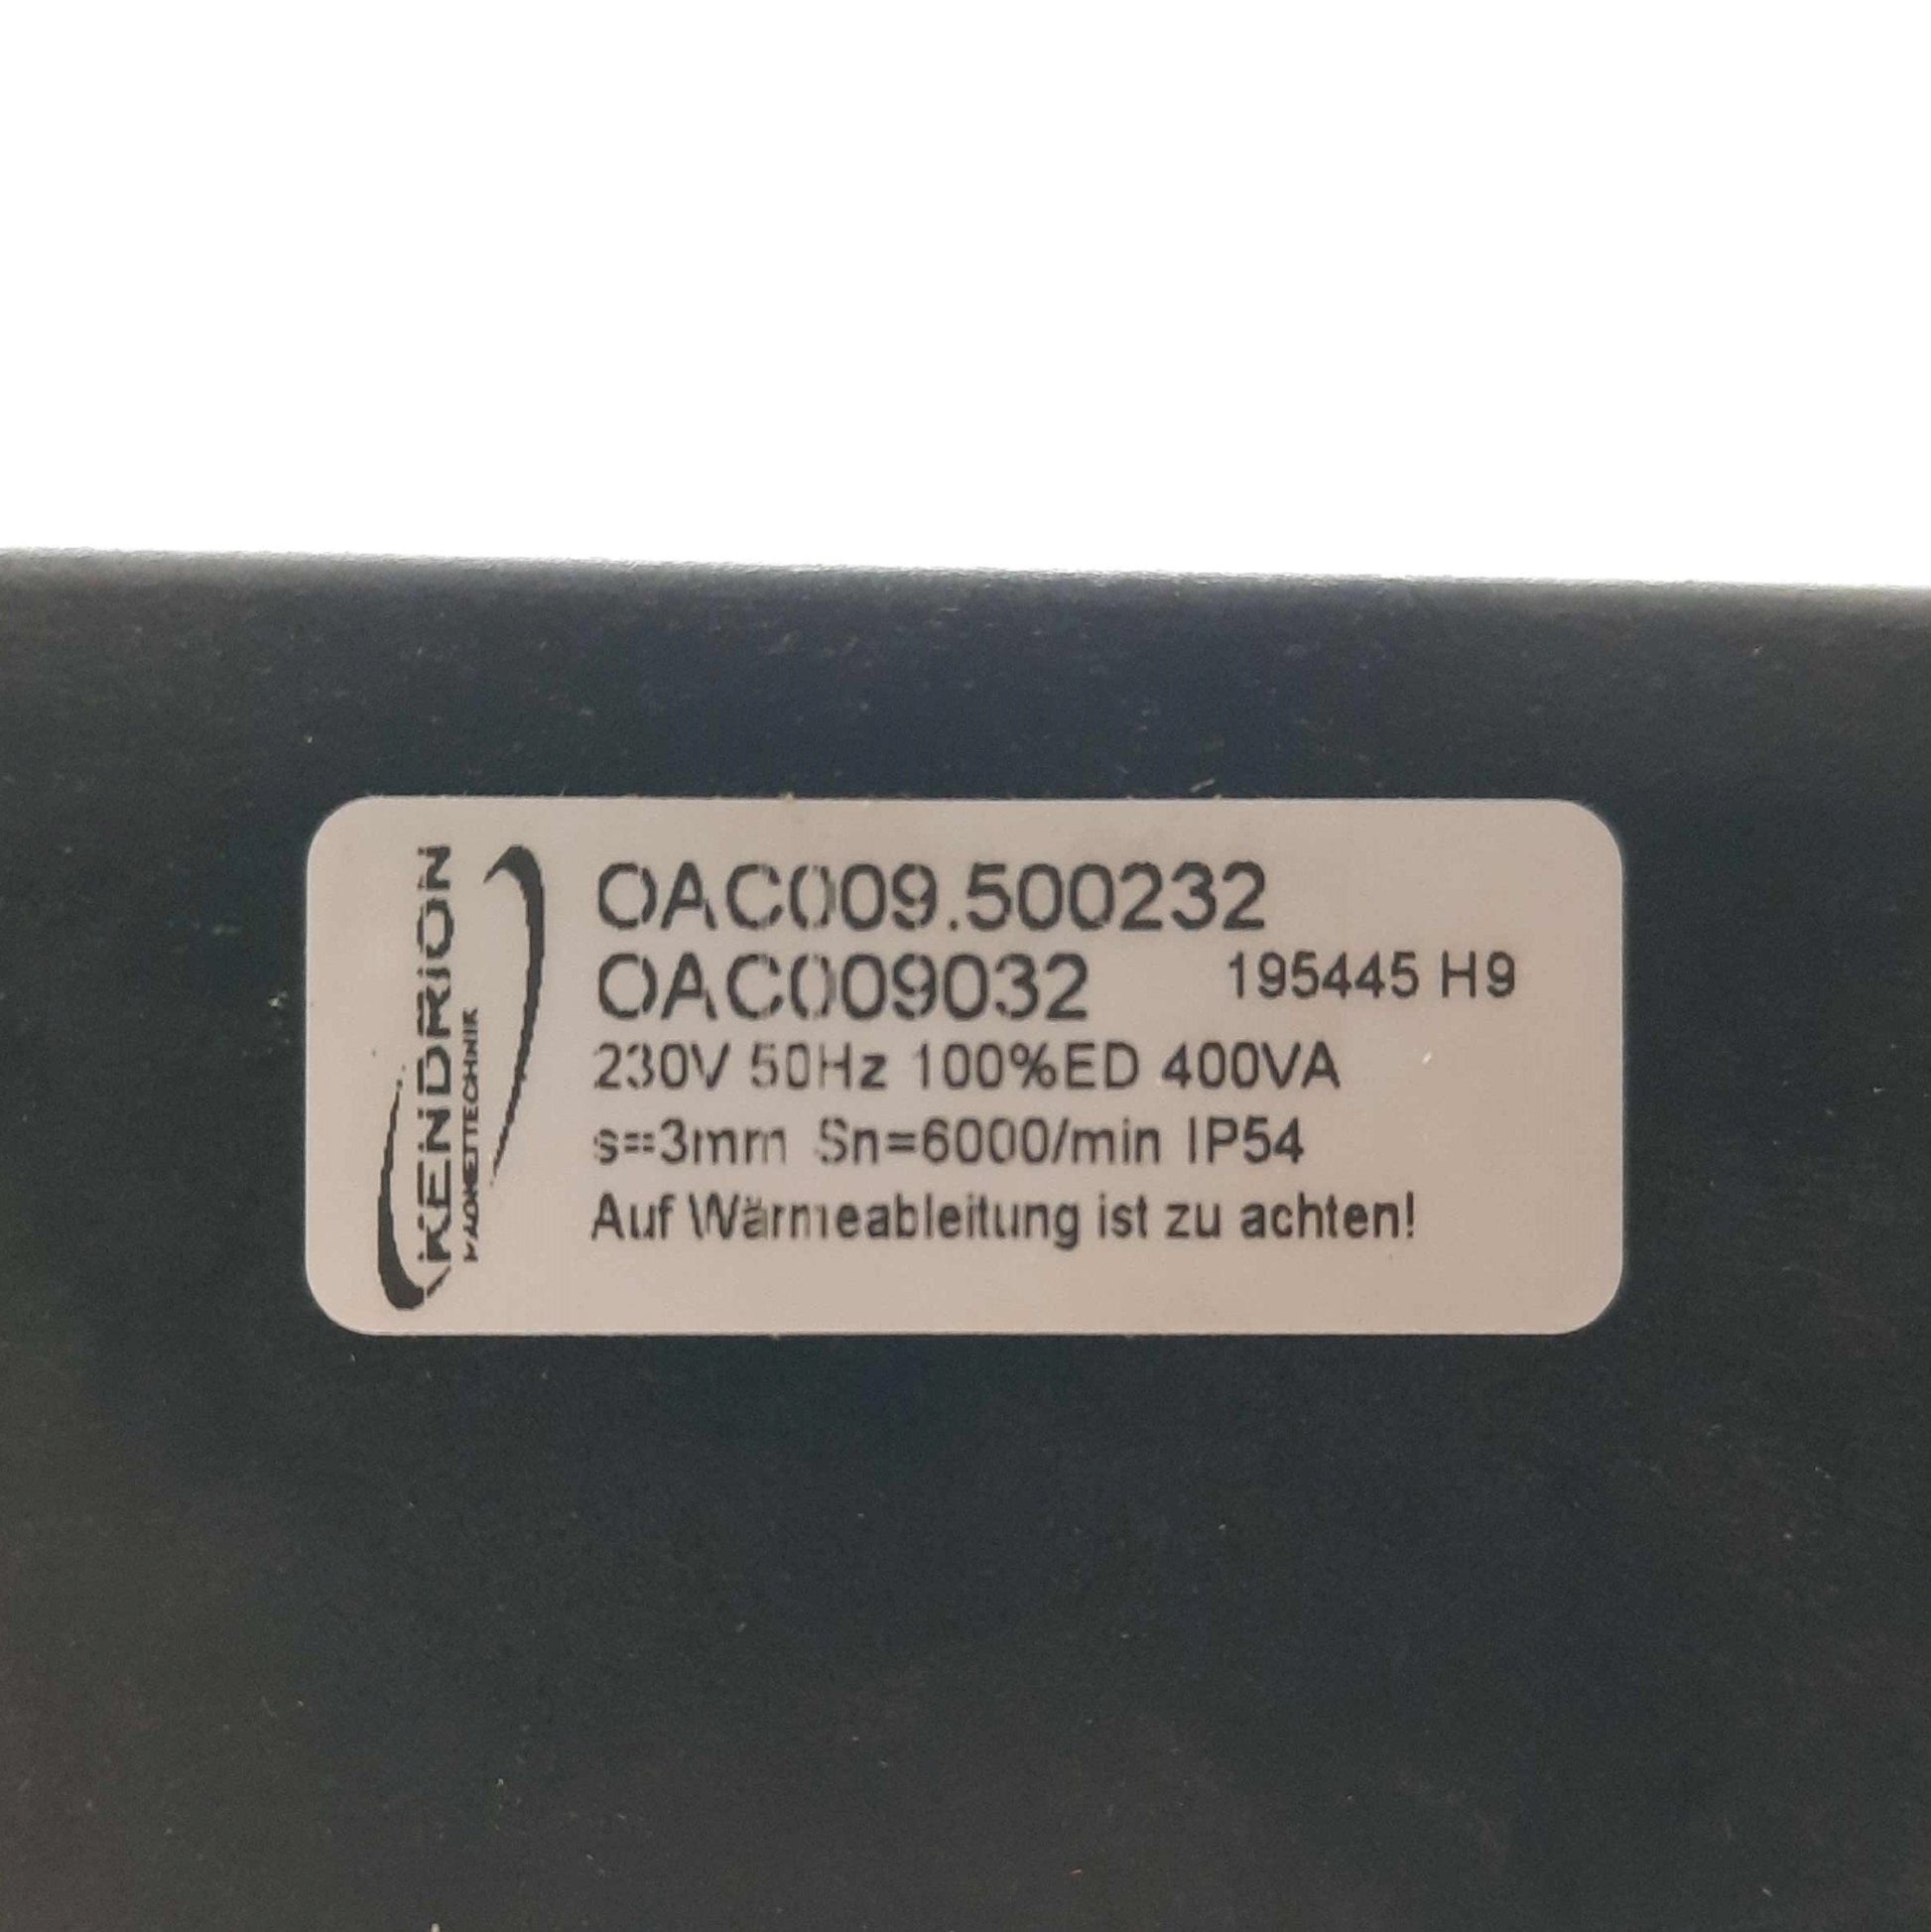 KENDRION
MAGNETTECHNIK
OAC009.500232
OAC009032 195445 H9
230V 50Hz 100%ED 400VA
s=3mm Sn=6000/min IP54
Auf Wärmeableitung ist zu achten!